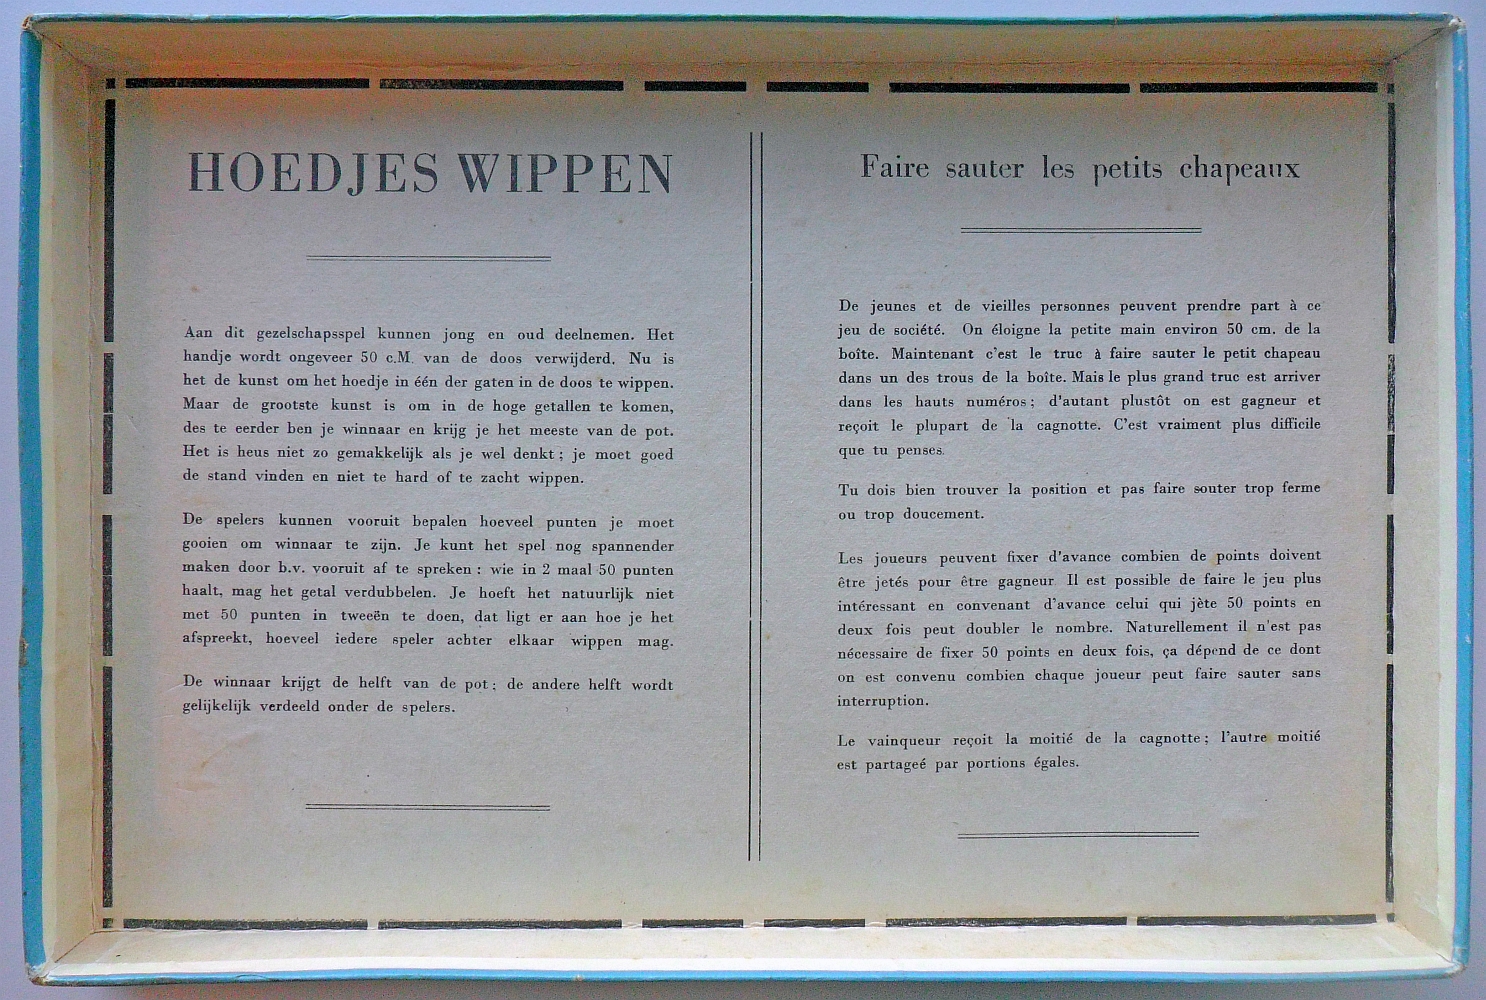 HOEDJES WIPPEN
Aan dit gezelschapsspel kunnen jong en oud deelnemen. Het
handje wordt ongeveer 50 c.M. van de doos verwijderd. Nu is
het de kunst om het hoedje in één der gaten in de doos te wippen.
Maar de grootste kunst is om in de hoge getallen te komen,
des te eerder ben je winnaar en krijg je het meeste van de pot.
Het is heus niet zo gemakkelijk als je wel denkt; je moet goed
de stand vinden en niet te hard of te zacht wippen.
De spelers kunnen vooruit bepalen hoeveel punten je moet
gooien om winnaar te zijn. Je kunt het spel nog spannender
maken door b.v. vooruit af te spreken: wie in 2 maal 50 punten
haalt, mag het getal verdubbelen. Je hoeft het natuurlijk niet
met 50 punten in tweeën te doen, dat ligt er aan hoe je het
afspreekt, hoeveel iedere speler achter elkaar wippen mag.
De winnaar krijgt de helft van de pot; de andere helft wordt
gelijkelijk verdeeld onder de spelers.
Faire sauter les petits chapeaux
De jeunes et de vieilles personnes peuvent prendre part à ce
jeu de société. On éloigne la petite main environ 50 cm. de la
boîte. Maintenant c'est le truc à faire sauter le petit chapeau
dans un des trous de la boîte. Mais le plus grand truc est arriver
dans les hauts numéros; d'autant plustôt on est gagneur et
reçoit le plupart de la cagnotte. C'est vraiment plus difficile
que tu penses.
Tu dois bien trouver la position et pas faire souter trop ferme
ou trop doucement.
Les joueurs peuvent fixer d'avance combien de points doivent
être jetés pour être gagneur. Il est possible de faire le jeu plus
intéressant en convenant d'avance celui qui jète 50 points en
deux fois peut doubler le nombre. Naturellement il n'est pas
nécessaire de fixer 50 points en deux fois, ça dépend de ce dont
on est convenu combien chaque joueur peut faire sauter sans
interruption.
Le vainqueur reçoit la moitié de la cagnotte; l'autre moitié
est partageé par portions égales.